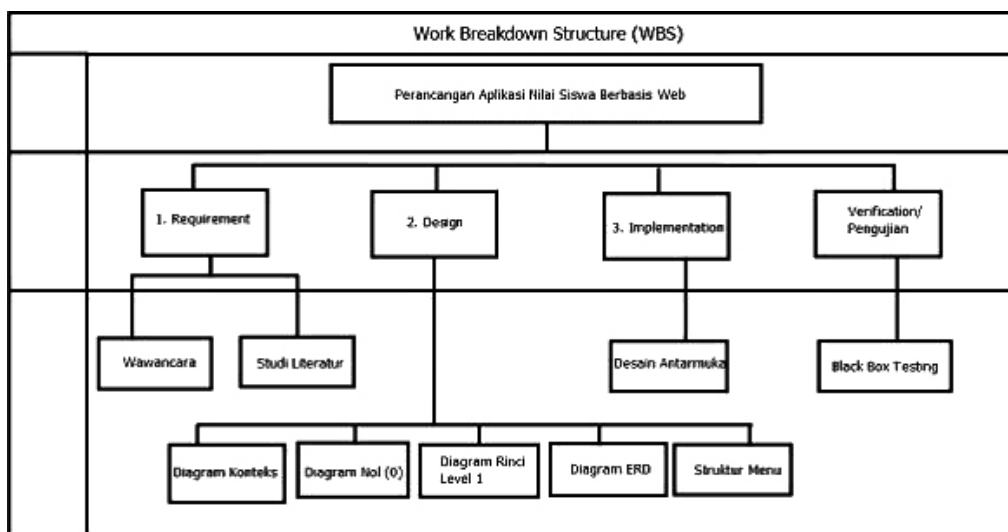 Work Breakdown Structure (WBS)
Perancangan Aplikasi Nilai Siswa Berbasis Web
1. Requirement
2. Design
3. Implementation
Verification/
Pengujian
Wawancara
Studi Literatur
Desain Antarmuka
Black Box Testing
Diagram Konteks
Diagram Nol (0)
Diagram Rinci
Level 1
Diagram ERD
Struktur Menu